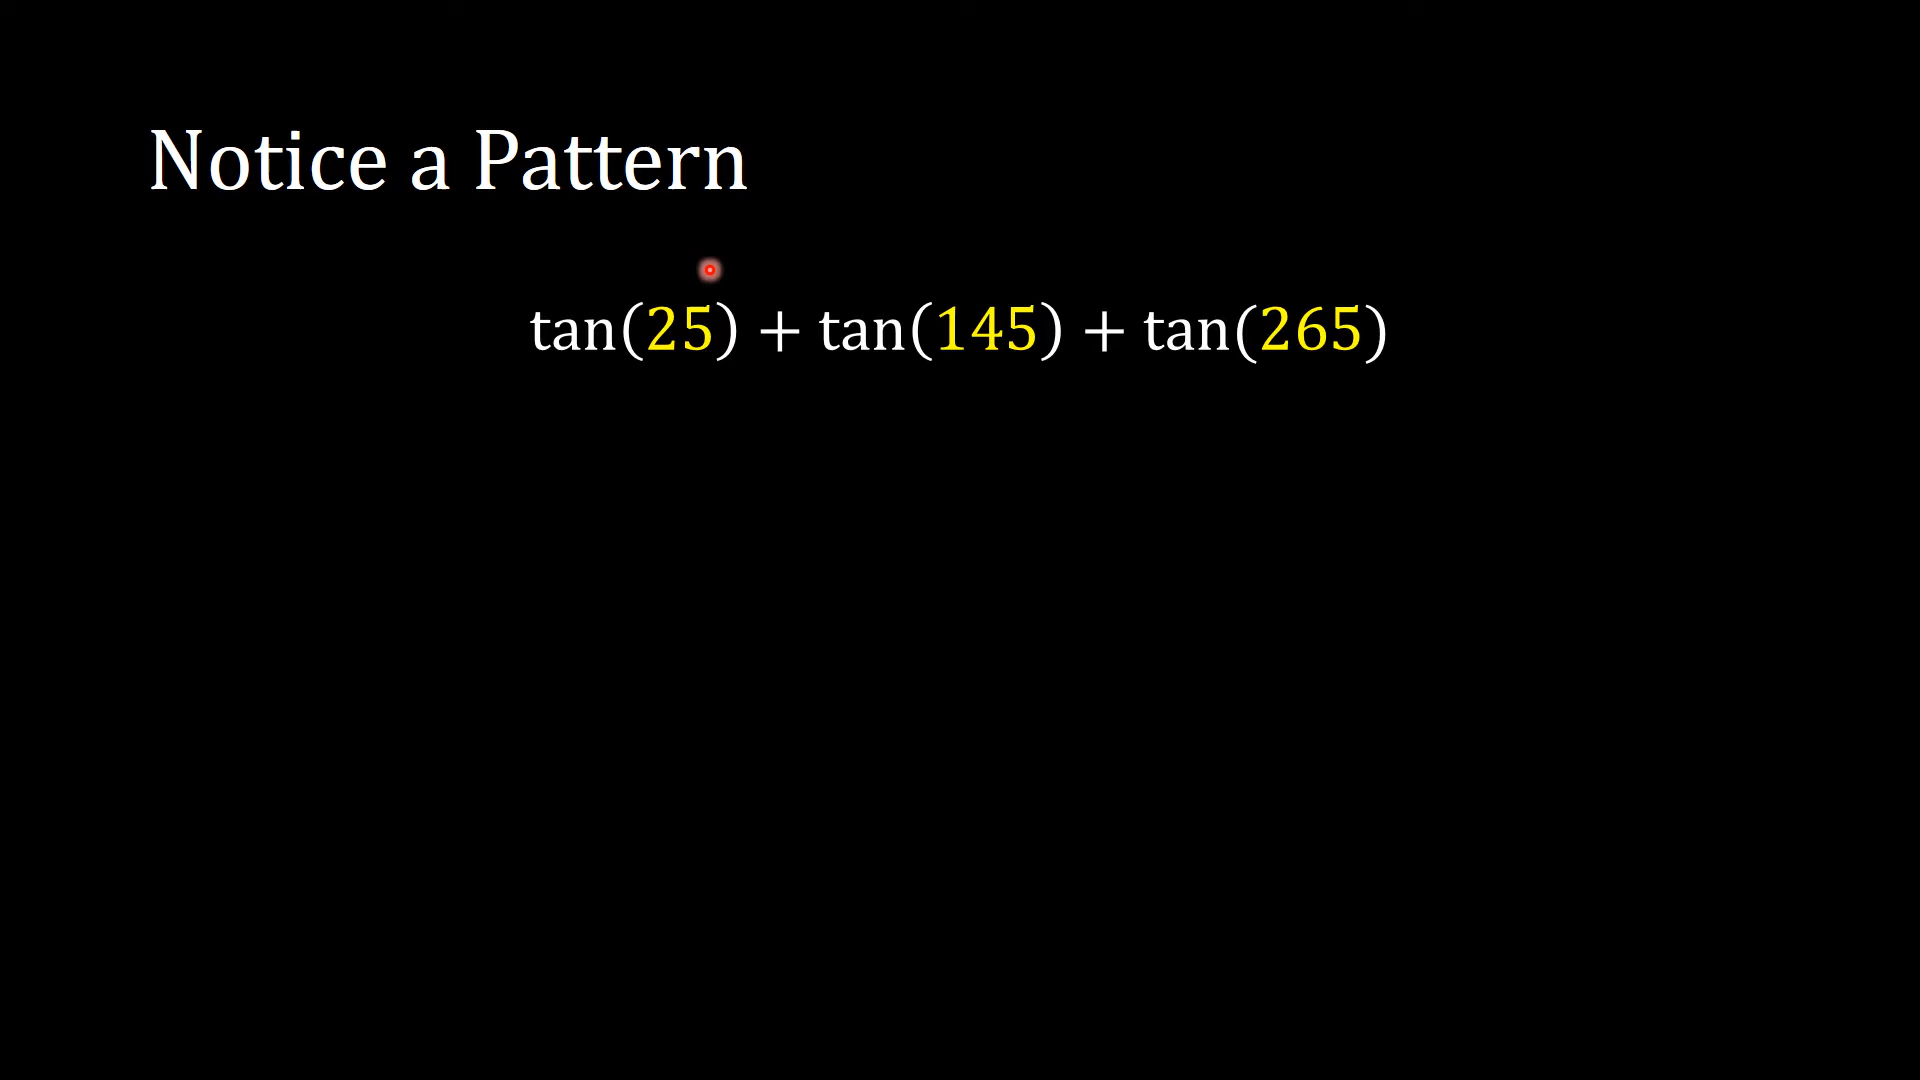 Notice a Pattern
tan(25) + tan(145) + tan(265)